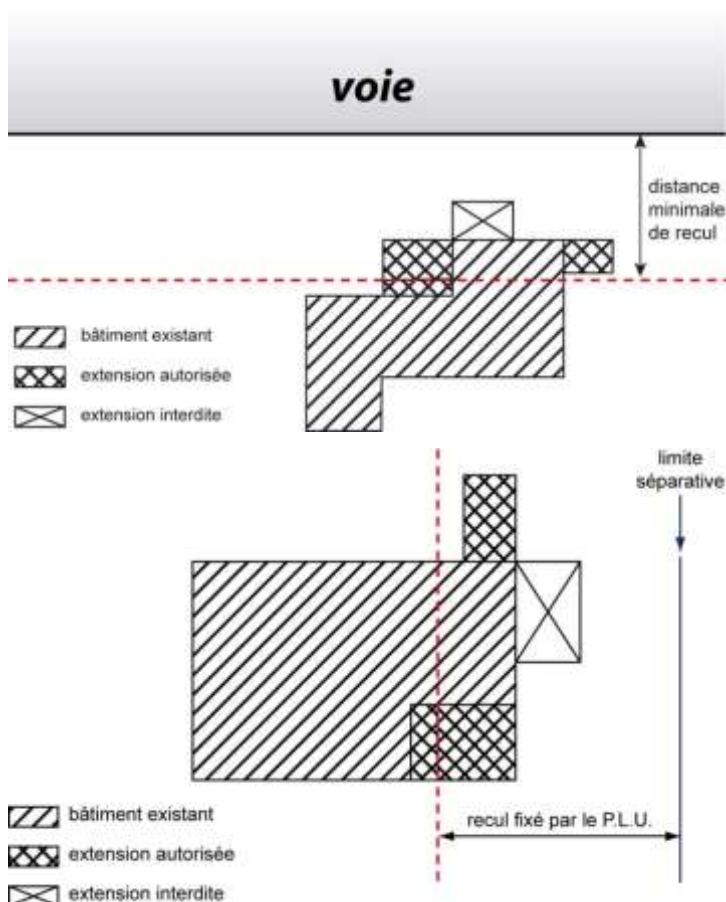 voie
distance
minimale
de recul
bâtiment existant
extension autorisée
extension interdite
limite
séparative
recul fixé par le P.L.U.
bâtiment existant
extension autorisée
extension interdite